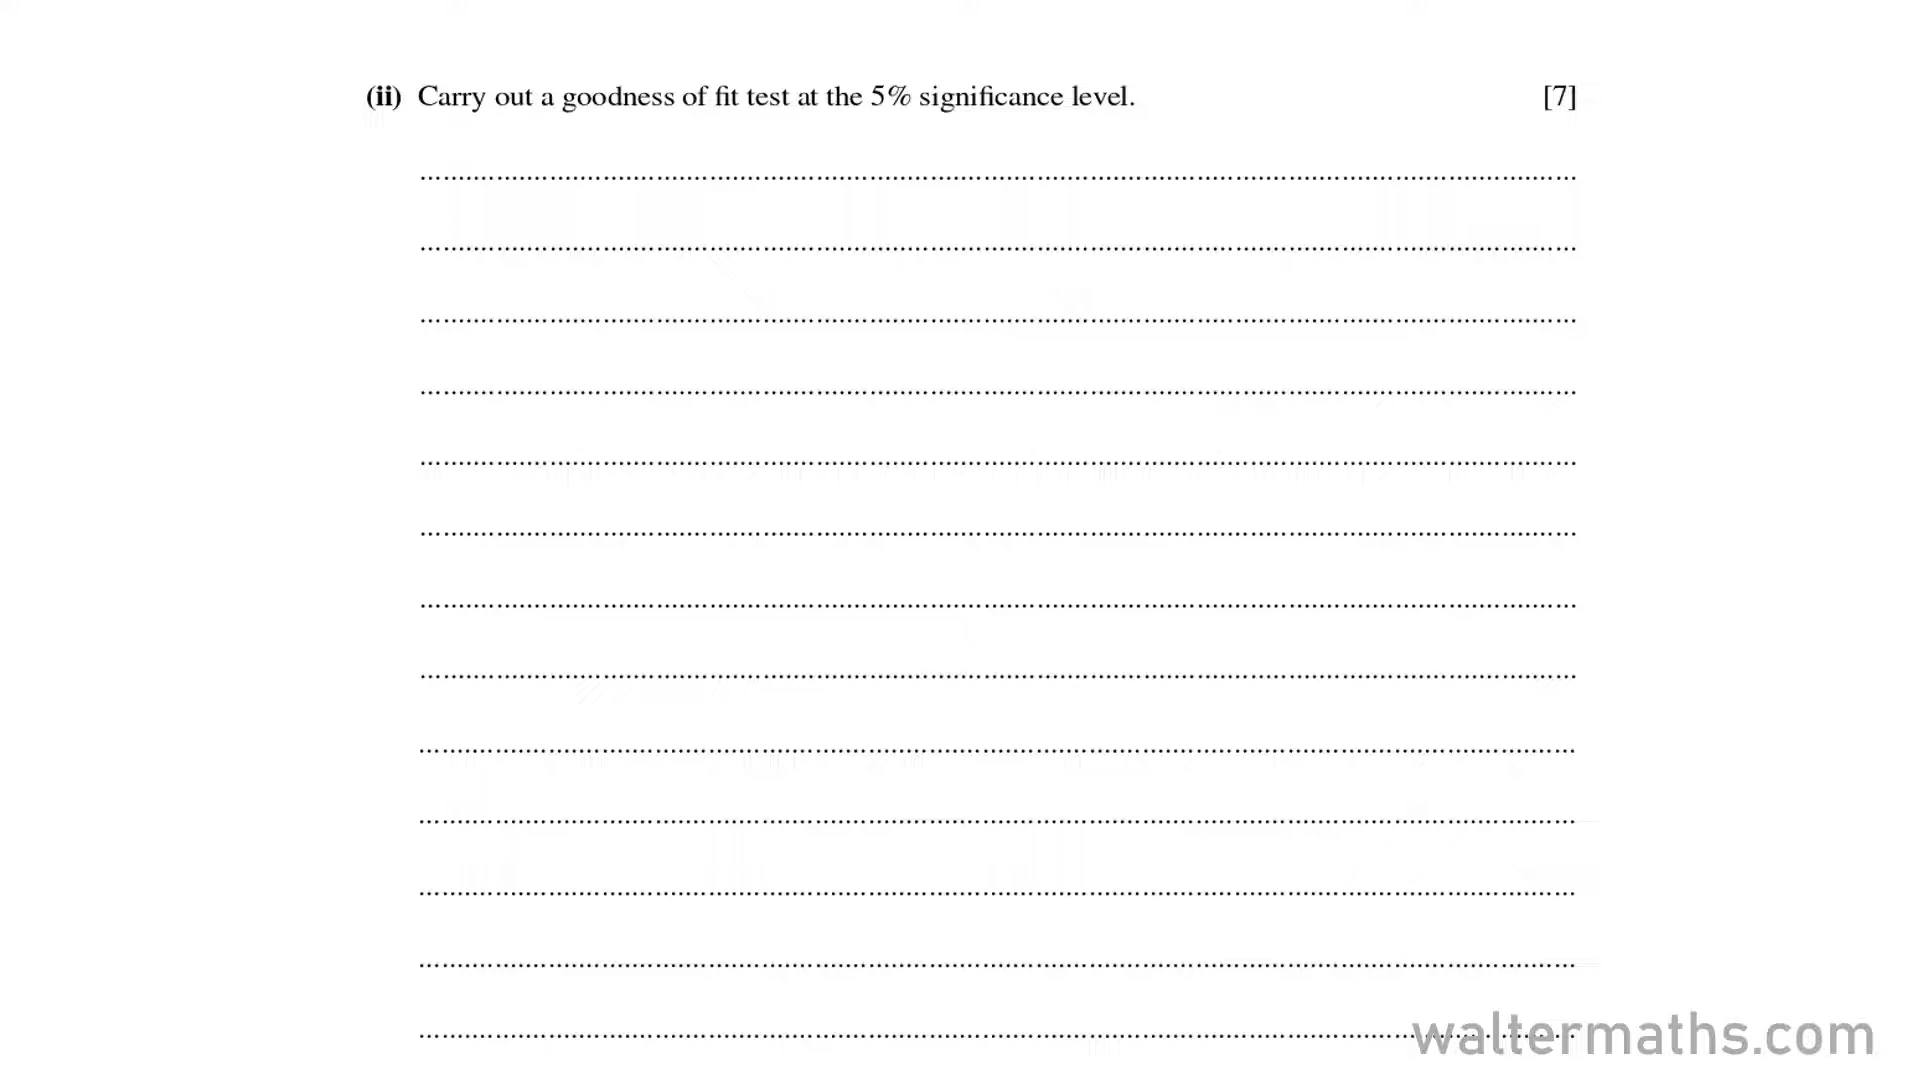 (ii) Carry out a goodness of fit test at the 5% significance level. [7]
waltermaths.com